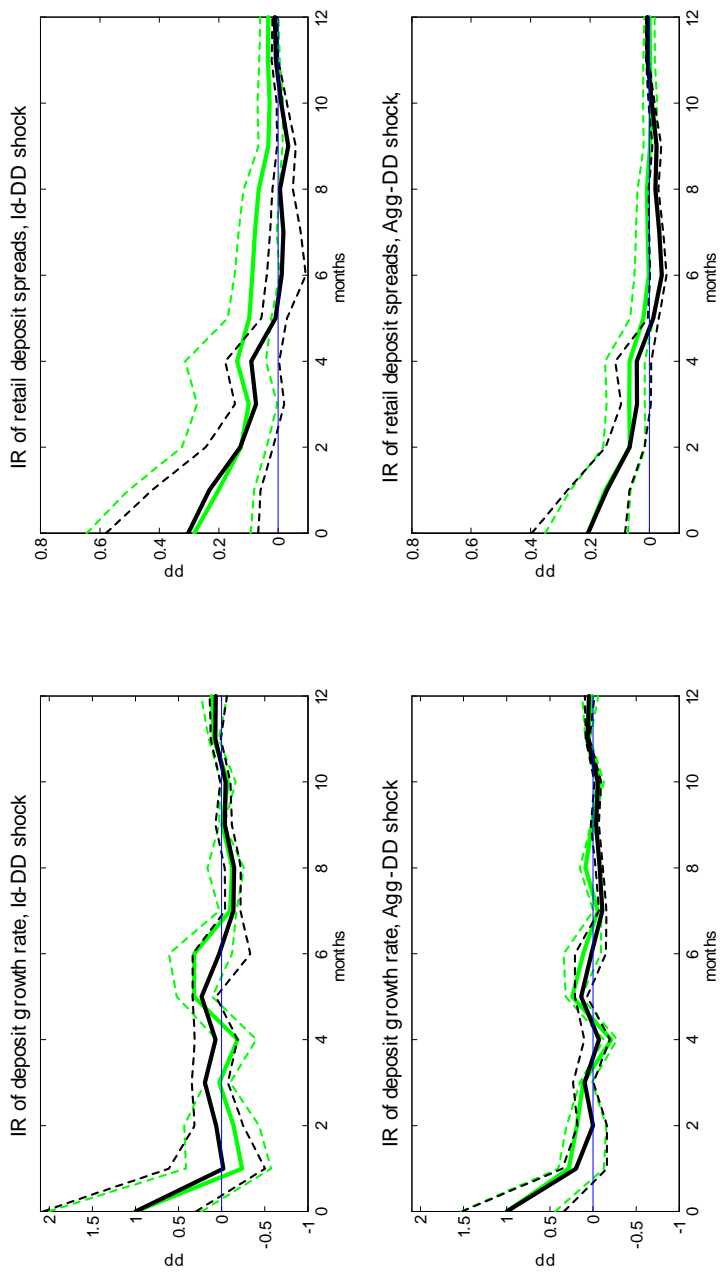 IR of deposit growth rate, Id-DD shock
2
1.5
1
0.5
0
-0.5
-1
pp
0 2 4 6 8 10 12
months
IR of retail deposit spreads, Id-DD shock
0.8
0.6
0.4
0.2
0
pp
0 2 4 6 8 10 12
months
IR of deposit growth rate, Agg-DD shock
2
1.5
1
0.5
0
-0.5
-1
pp
0 2 4 6 8 10 12
months
IR of retail deposit spreads, Agg-DD shock,
0.8
0.6
0.4
0.2
0
pp
0 2 4 6 8 10 12
months